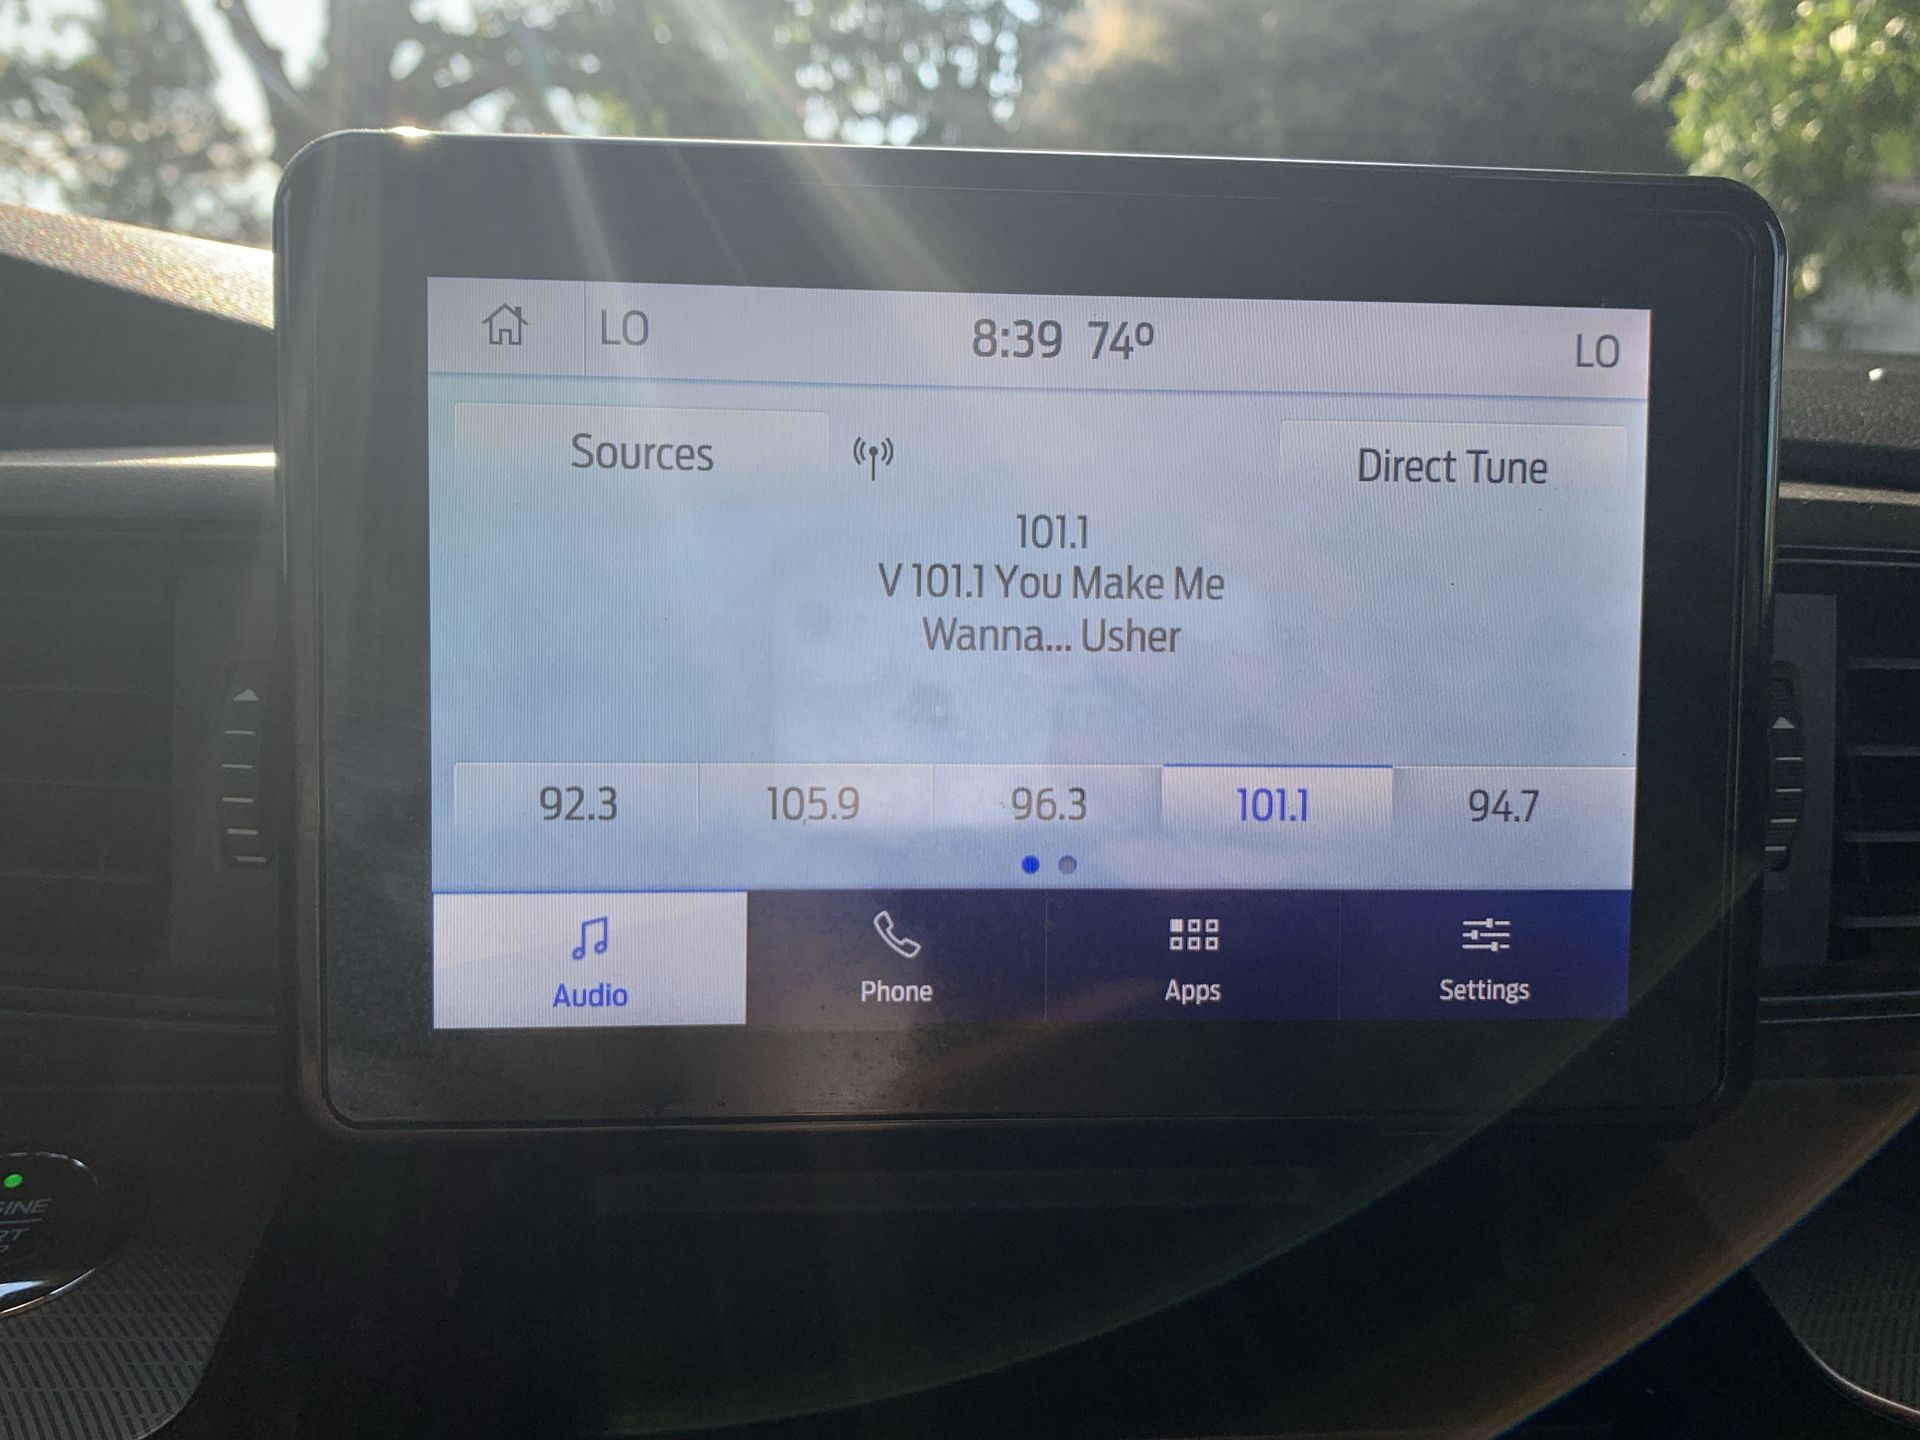 LO 8:39 74° LO
Sources Direct Tune
101.1
V 101.1 You Make Me
Wanna... Usher
92.3 105.9 96.3 101.1 94.7
Audio Phone Apps Settings